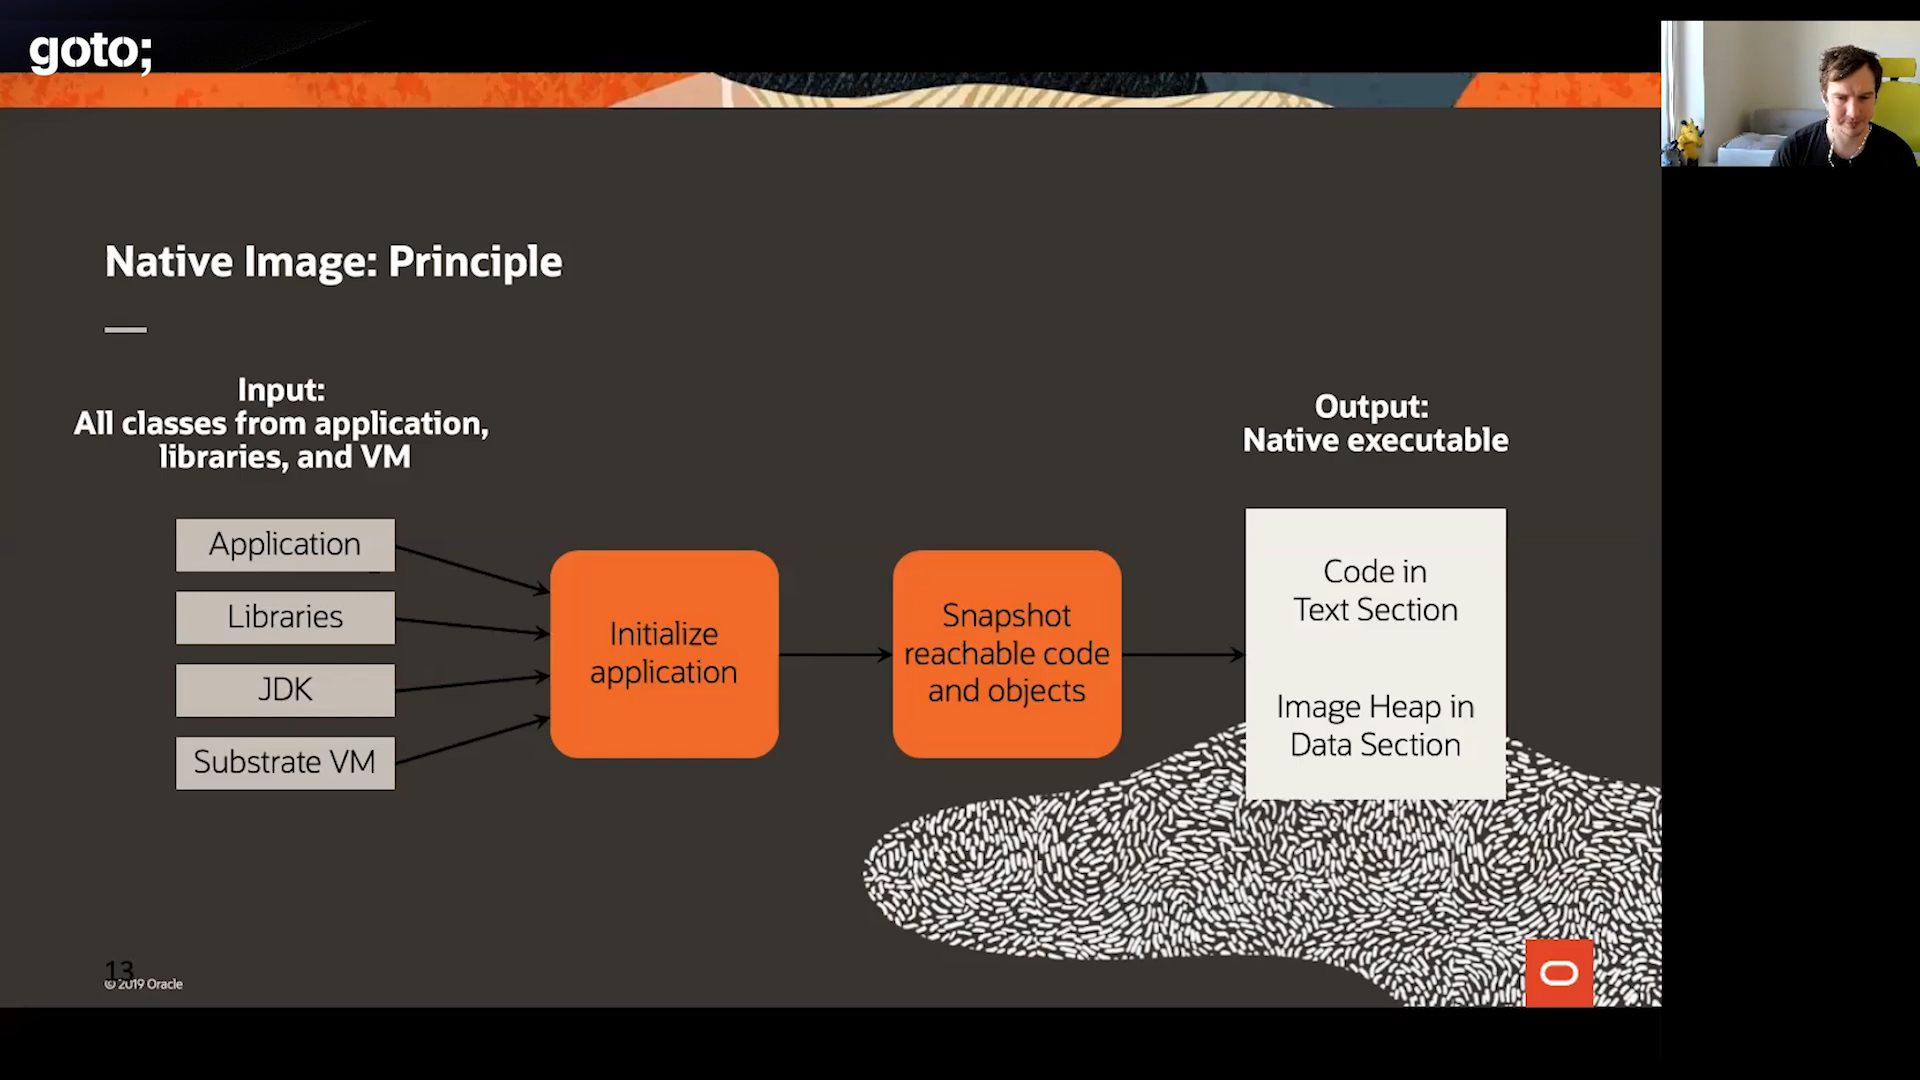 goto;
Native Image: Principle
Input:
All classes from application,
libraries, and VM
Output:
Native executable
Application
Libraries
JDK
Substrate VM
Initialize
application
Snapshot
reachable code
and objects
Code in
Text Section
Image Heap in
Data Section
13
© 2019 Oracle